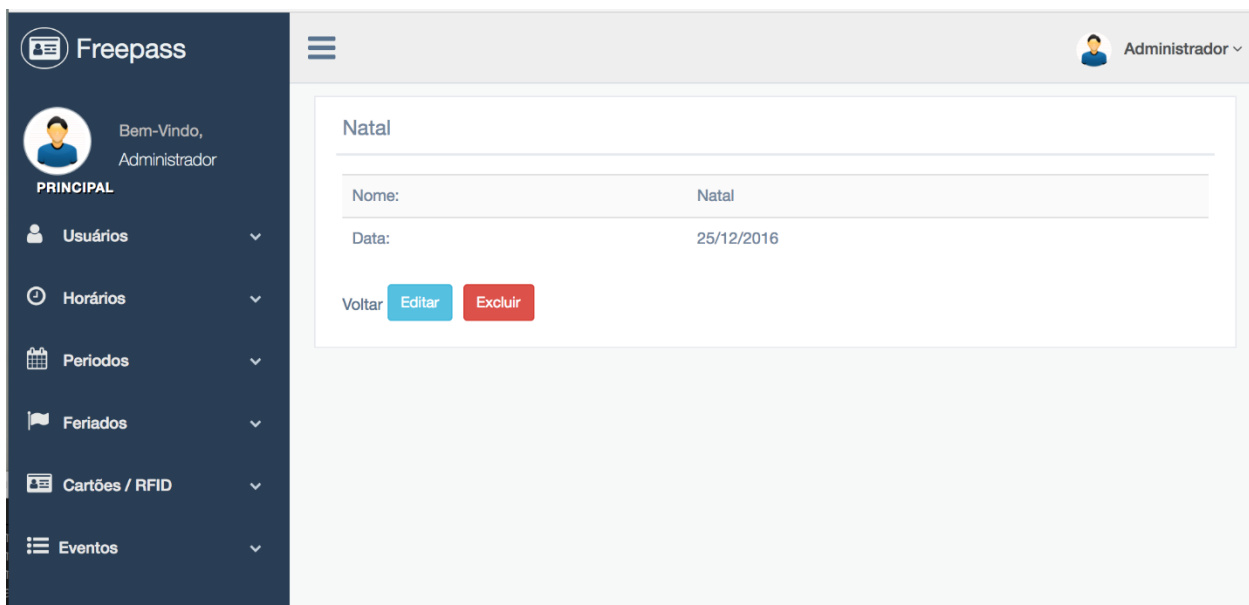 Freepass
Administrador
Bem-Vindo,
Administrador
PRINCIPAL
Usuários
Horários
Periodos
Feriados
Cartões / RFID
Eventos
Natal
Nome: Natal
Data: 25/12/2016
Voltar Editar Excluir